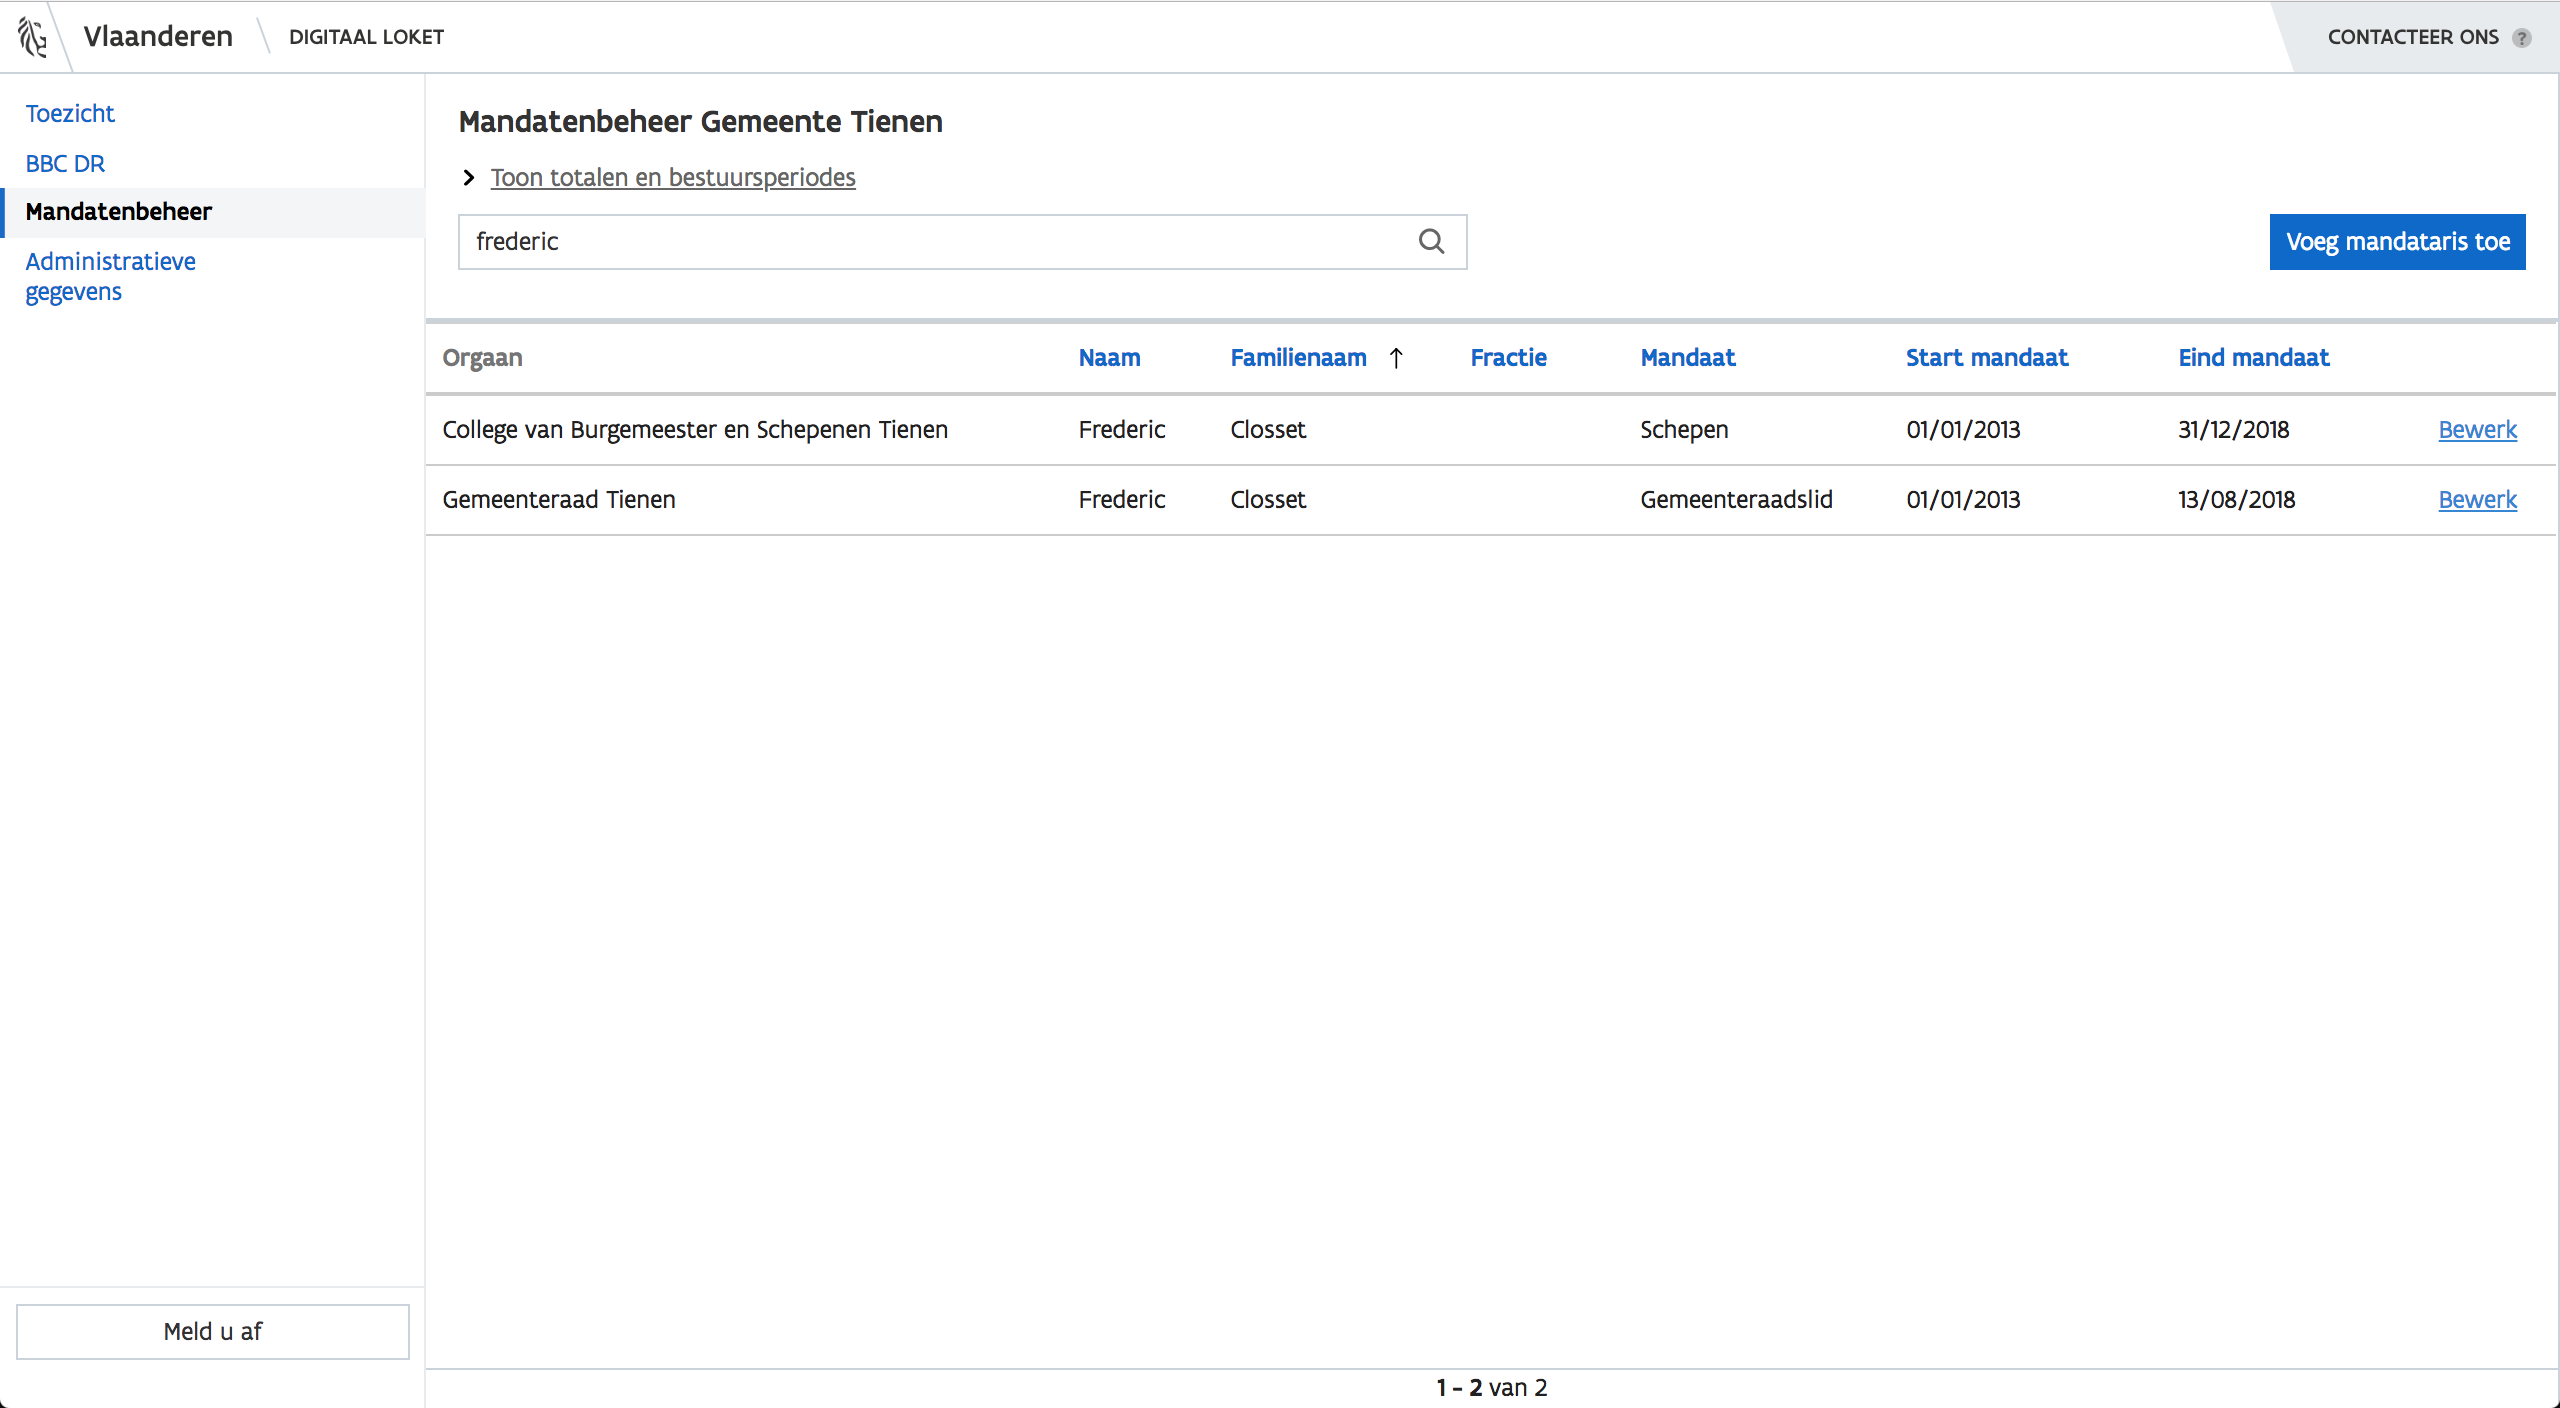 Vlaanderen DIGITAAL LOKET CONTACTEER ONS ?
Toezicht
BBC DR
Mandatenbeheer
Administratieve
gegevens
Meld u af
Mandatenbeheer Gemeente Tienen
Toon totalen en bestuursperiodes
frederic
Voeg mandataris toe
Orgaan Naam Familienaam ↑ Fractie Mandaat Start mandaat Eind mandaat
College van Burgemeester en Schepenen Tienen Frederic Closset Schepen 01/01/2013 31/12/2018 Bewerk
Gemeenteraad Tienen Frederic Closset Gemeenteraadslid 01/01/2013 13/08/2018 Bewerk
1 - 2 van 2